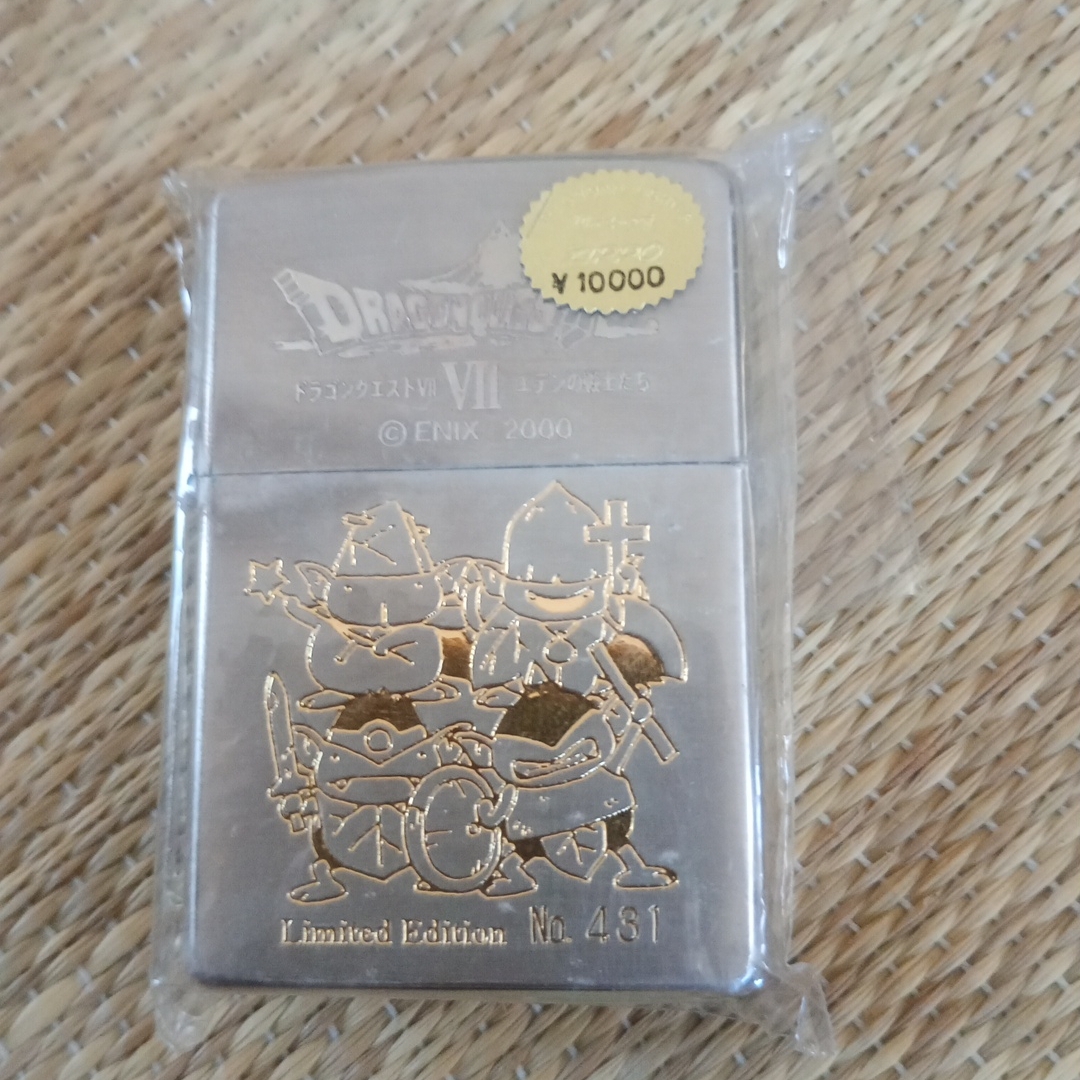 ¥10000
DRAGON QUEST
ドラゴンクエストVII VII エデンの戦士たち
© ENIX 2000
Limited Edition No. 431